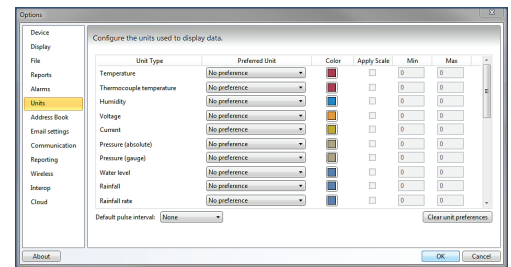 Options
Device
Display
File
Reports
Alarms
Units
Address Book
Email settings
Communication
Reporting
Wireless
Interop
Cloud
Configure the units used to display data.
Unit Type Preferred Unit Color Apply Scale Min Max
Temperature No preference 0 0
Thermocouple temperature No preference 0 0
Humidity No preference 0 0
Voltage No preference 0 0
Current No preference 0 0
Pressure (absolute) No preference 0 0
Pressure (gauge) No preference 0 0
Water level No preference 0 0
Rainfall No preference 0 0
Rainfall rate No preference 0 0
Default pulse interval: None Clear unit preferences
About OK Cancel